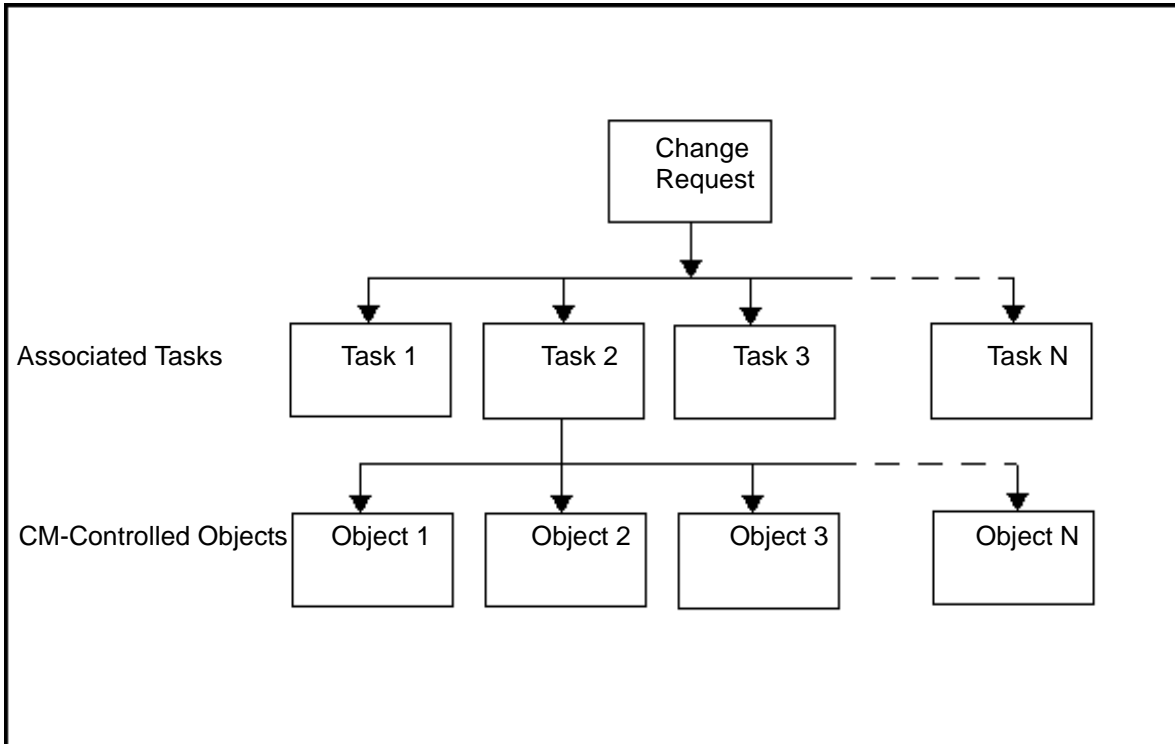 Change
Request
Associated Tasks
Task 1
Task 2
Task 3
Task N
CM-Controlled Objects
Object 1
Object 2
Object 3
Object N